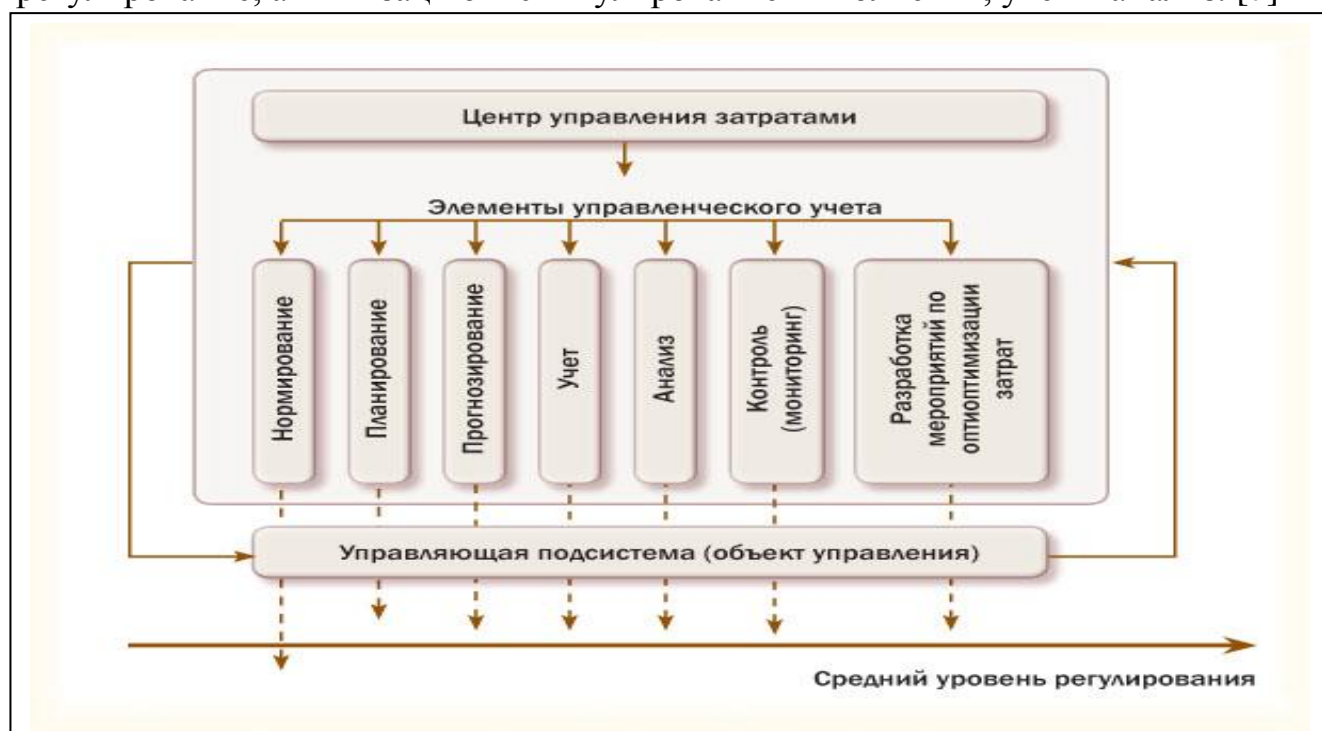 Центр управления затратами
Элементы управленческого учета
Нормирование
Планирование
Прогнозирование
Учет
Анализ
Контроль
(мониторинг)
Разработка
мероприятий по
оптиоптимизации
затрат
Управляющая подсистема (объект управления)
Средний уровень регулирования